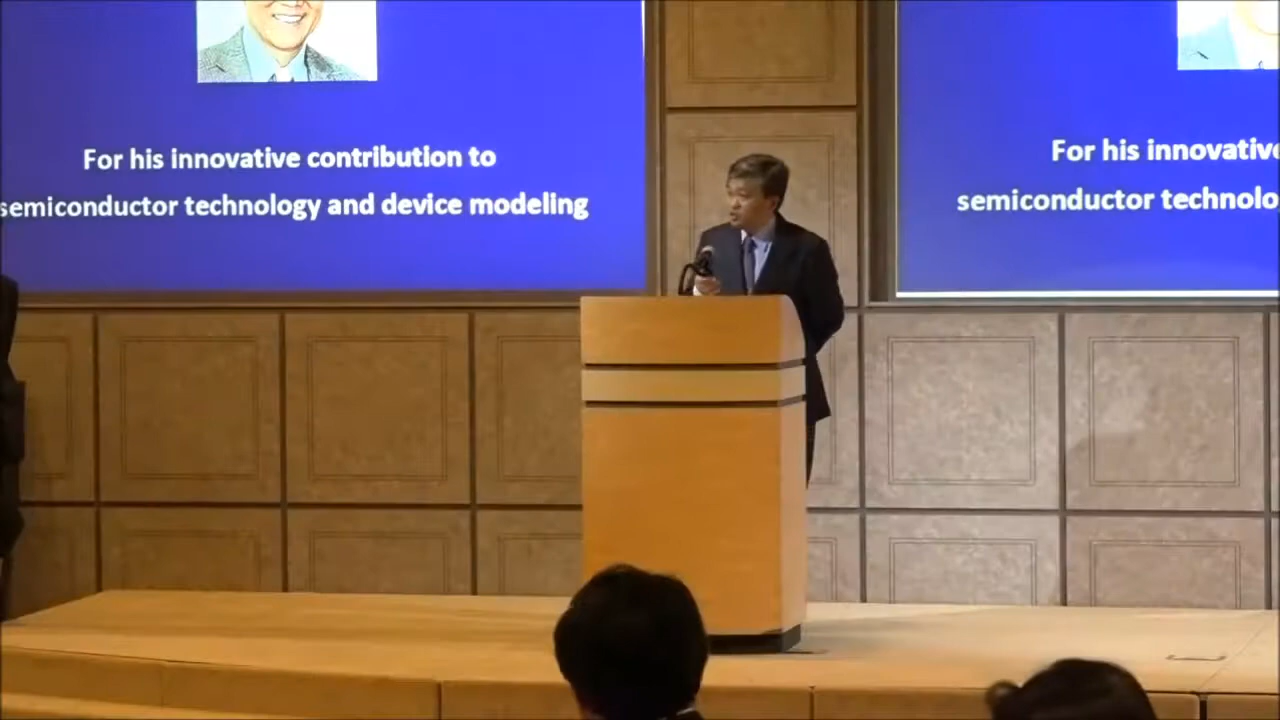 For his innovative contribution to
semiconductor technology and device modeling
For his innovative
semiconductor technolo